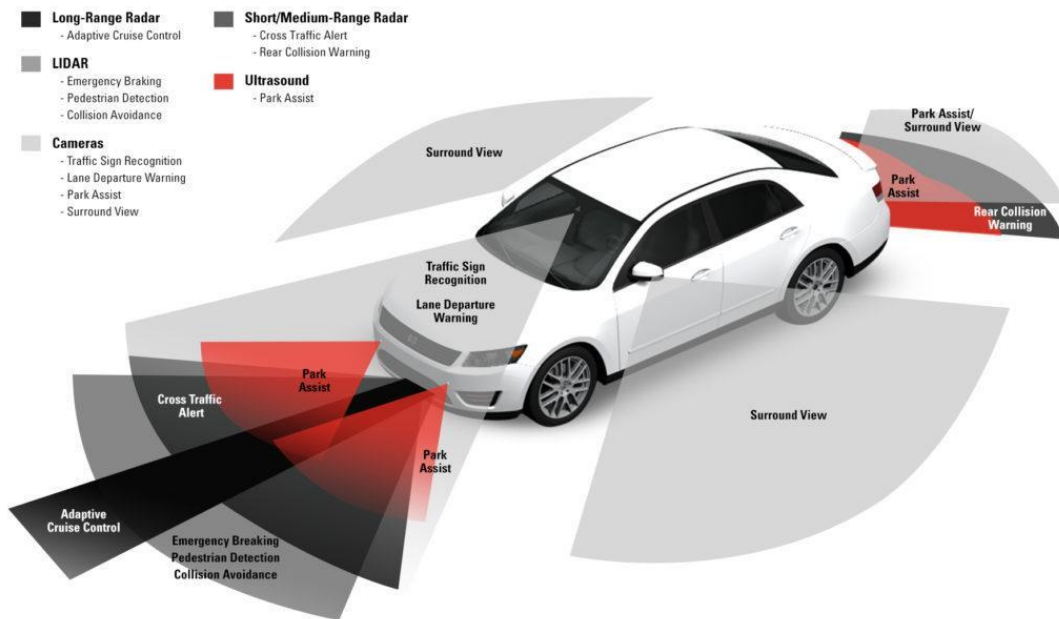 Long-Range Radar
- Adaptive Cruise Control
LIDAR
- Emergency Braking
- Pedestrian Detection
- Collision Avoidance
Cameras
- Traffic Sign Recognition
- Lane Departure Warning
- Park Assist
- Surround View
Short/Medium-Range Radar
- Cross Traffic Alert
- Rear Collision Warning
Ultrasound
- Park Assist
Surround View
Park Assist/
Surround View
Park
Assist
Rear Collision
Warning
Traffic Sign
Recognition
Lane Departure
Warning
Park
Assist
Cross Traffic
Alert
Surround View
Park
Assist
Adaptive
Cruise Control
Emergency Breaking
Pedestrian Detection
Collision Avoidance